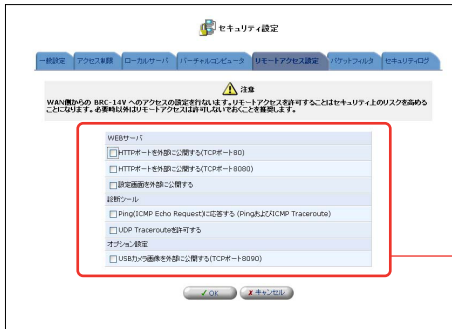 セキュリティ設定
一般設定 アクセス制限 ローカルサーバ バーチャルコンピュータ リモートアクセス設定 パケットフィルタ セキュリティログ
注意
WAN側からの BRC-14V へのアクセスの設定を行ないます。リモートアクセスを許可することはセキュリティ上のリスクを高める
ことになります。必要時以外はリモートアクセスは許可しないでおくことを推奨します。
WEBサーバ
HTTPポートを外部に公開する(TCPポート80)
HTTPポートを外部に公開する(TCPポート8080)
設定画面を外部に公開する
診断ツール
Ping(ICMP Echo Request)に応答する (PingおよびICMP Traceroute)
UDP Tracerouteを許可する
オプション設定
USBカメラ画像を外部に公開する(TCPポート8090)
OK キャンセル